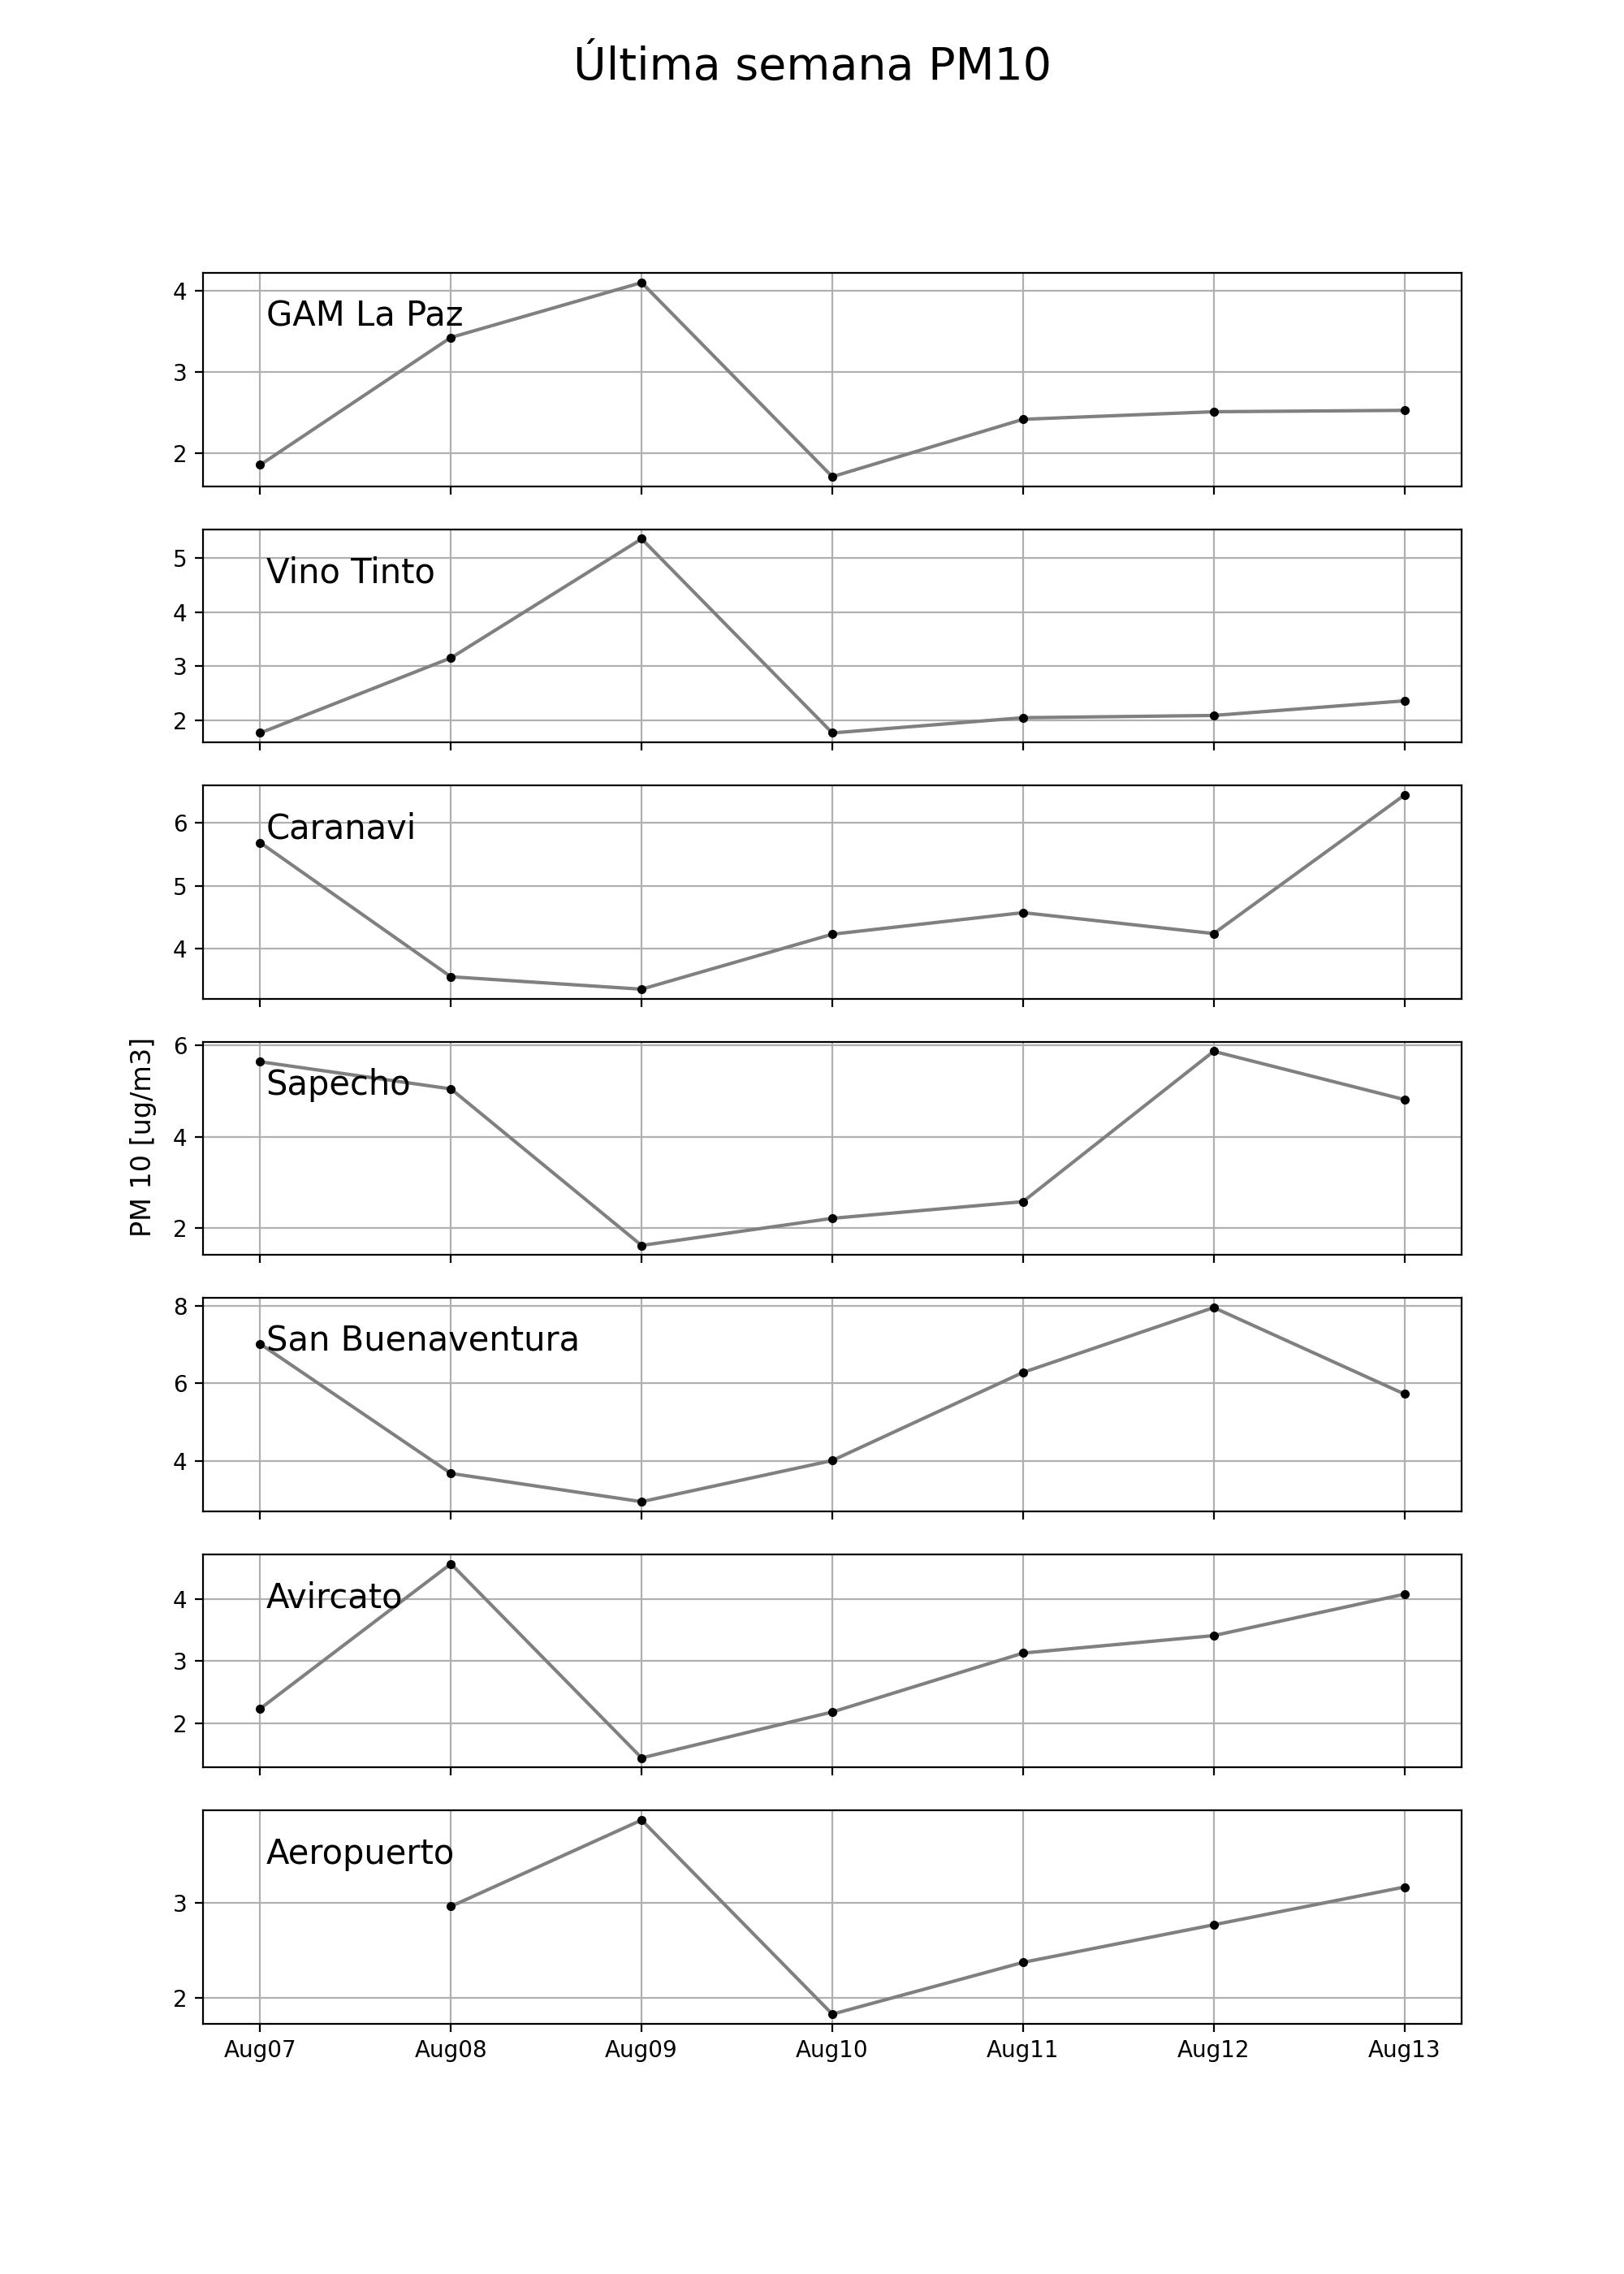 Última semana PM10
GAM La Paz
4
3
2
Vino Tinto
5
4
3
2
Caranavi
6
5
4
PM 10 [ug/m3]
Sapecho
6
4
2
San Buenaventura
8
6
4
Avircato
4
3
2
Aeropuerto
3
2
Aug07 Aug08 Aug09 Aug10 Aug11 Aug12 Aug13